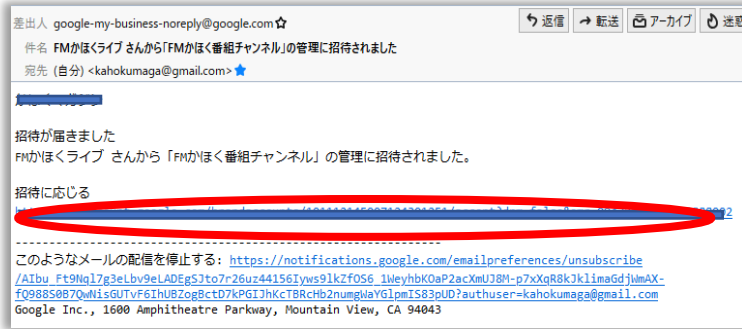 差出人 google-my-business-noreply@google.com
返信 転送 アーカイブ 迷惑
件名 FMかほくライブ さんから「FMかほく番組チャンネル」の管理に招待されました
宛先 (自分) <kahokumaga@gmail.com>
招待が届きました
FMかほくライブ さんから「FMかほく番組チャンネル」の管理に招待されました。
招待に応じる
--------------------------------------------------------
このようなメールの配信を停止する: https://notifications.google.com/emailpreferences/unsubscribe
/AIbu_Ft9Nql7g3eLbv9eLADEgSJto7r26uz44156Iyws9lkZfOS6_1WeyhbKOaP2acXmUJ8M-p7xXqR8kJklimaGdjWmAX-
fQ988S0B7QwNisGUTvF6IhUBZogBctD7kPGIJhKcTBRcHb2numgWaYGlpmIS83pUD?authuser=kahokumaga@gmail.com
Google Inc., 1600 Amphitheatre Parkway, Mountain View, CA 94043